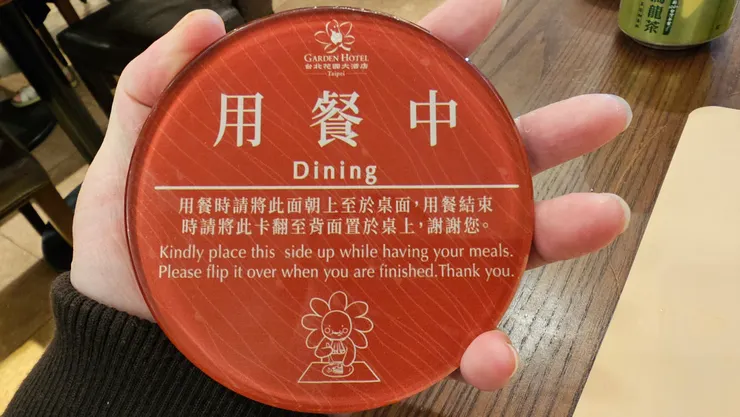 GARDEN HOTEL
台北花園大酒店
Taipei
龍茶
用餐中
Dining
用餐時請將此面朝上至於桌面，用餐結束
時請將此卡翻至背面置於桌上，謝謝您。
Kindly place this side up while having your meals.
Please flip it over when you are finished.Thank you.